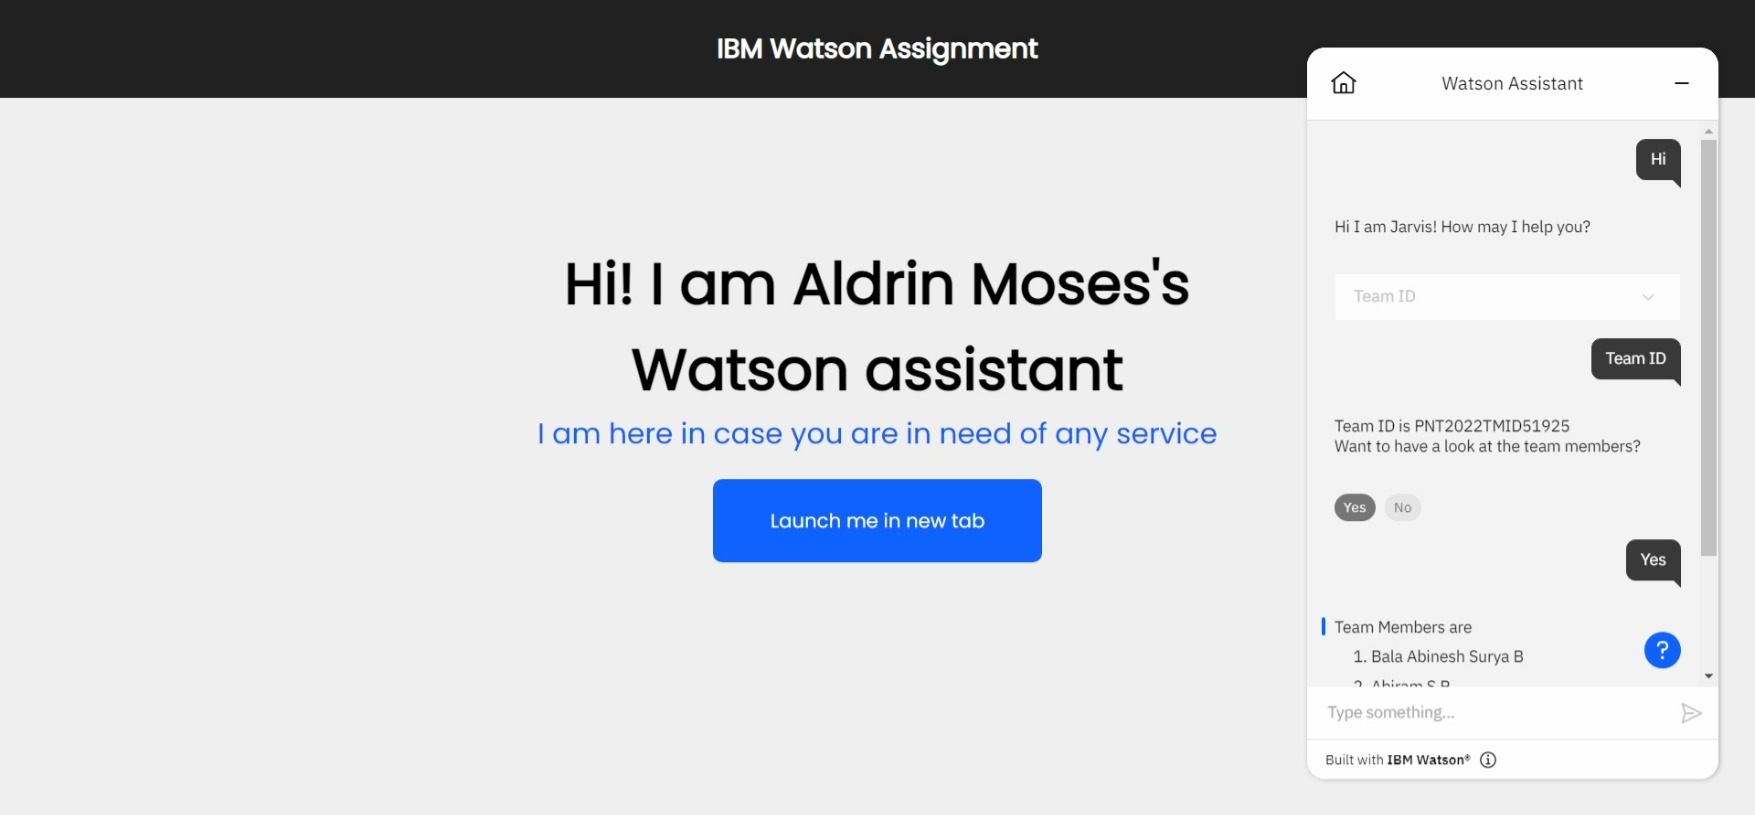 IBM Watson Assignment
Hi! I am Aldrin Moses's
Watson assistant
I am here in case you are in need of any service
Launch me in new tab
Watson Assistant
Hi
Hi I am Jarvis! How may I help you?
Team ID
Team ID
Team ID is PNT2022TMID51925
Want to have a look at the team members?
Yes No
Yes
Team Members are
1. Bala Abinesh Surya B
2. Abiram S
?
Type something...
Built with IBM Watson®